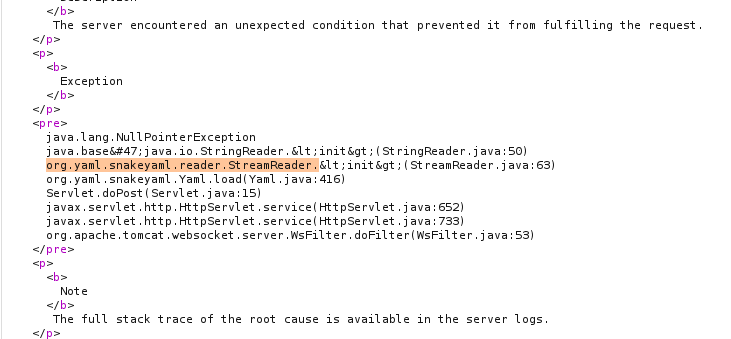 The server encountered an unexpected condition that prevented it from fulfilling the request.
</p>
<p>
<b>
Exception
</b>
</p>
<pre>
java.lang.NullPointerException
java.base&#47;java.io.StringReader.&lt;init&gt;(StringReader.java:50)
org.yaml.snakeyaml.reader.StreamReader.&lt;init&gt;(StreamReader.java:63)
org.yaml.snakeyaml.Yaml.load(Yaml.java:416)
Servlet.doPost(Servlet.java:15)
javax.servlet.http.HttpServlet.service(HttpServlet.java:652)
javax.servlet.http.HttpServlet.service(HttpServlet.java:733)
org.apache.tomcat.websocket.server.WsFilter.doFilter(WsFilter.java:53)
</pre>
<p>
<b>
Note
</b>
The full stack trace of the root cause is available in the server logs.
</p>